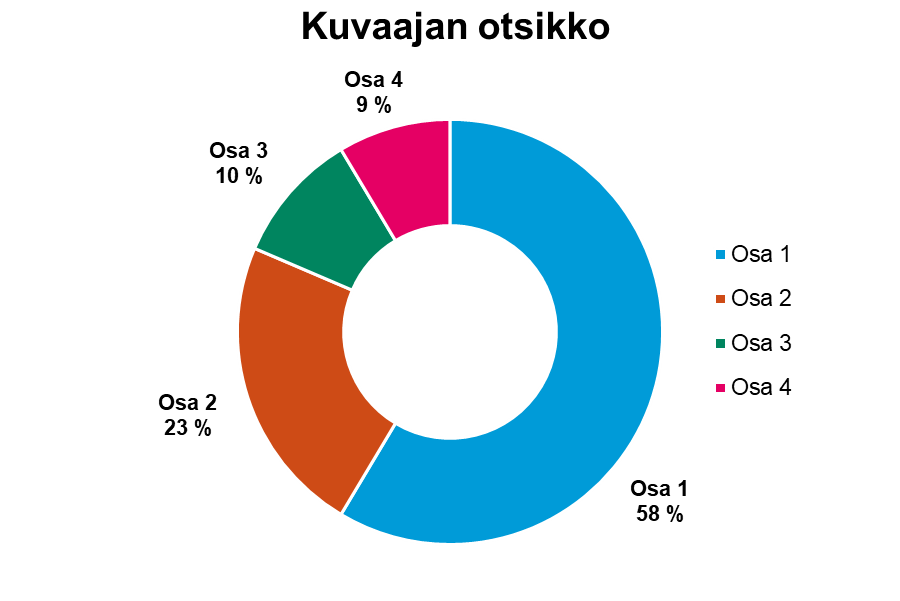 Kuvaajan otsikko
Osa 4
9 %
Osa 3
10 %
Osa 2
23 %
Osa 1
58 %
Osa 1
Osa 2
Osa 3
Osa 4